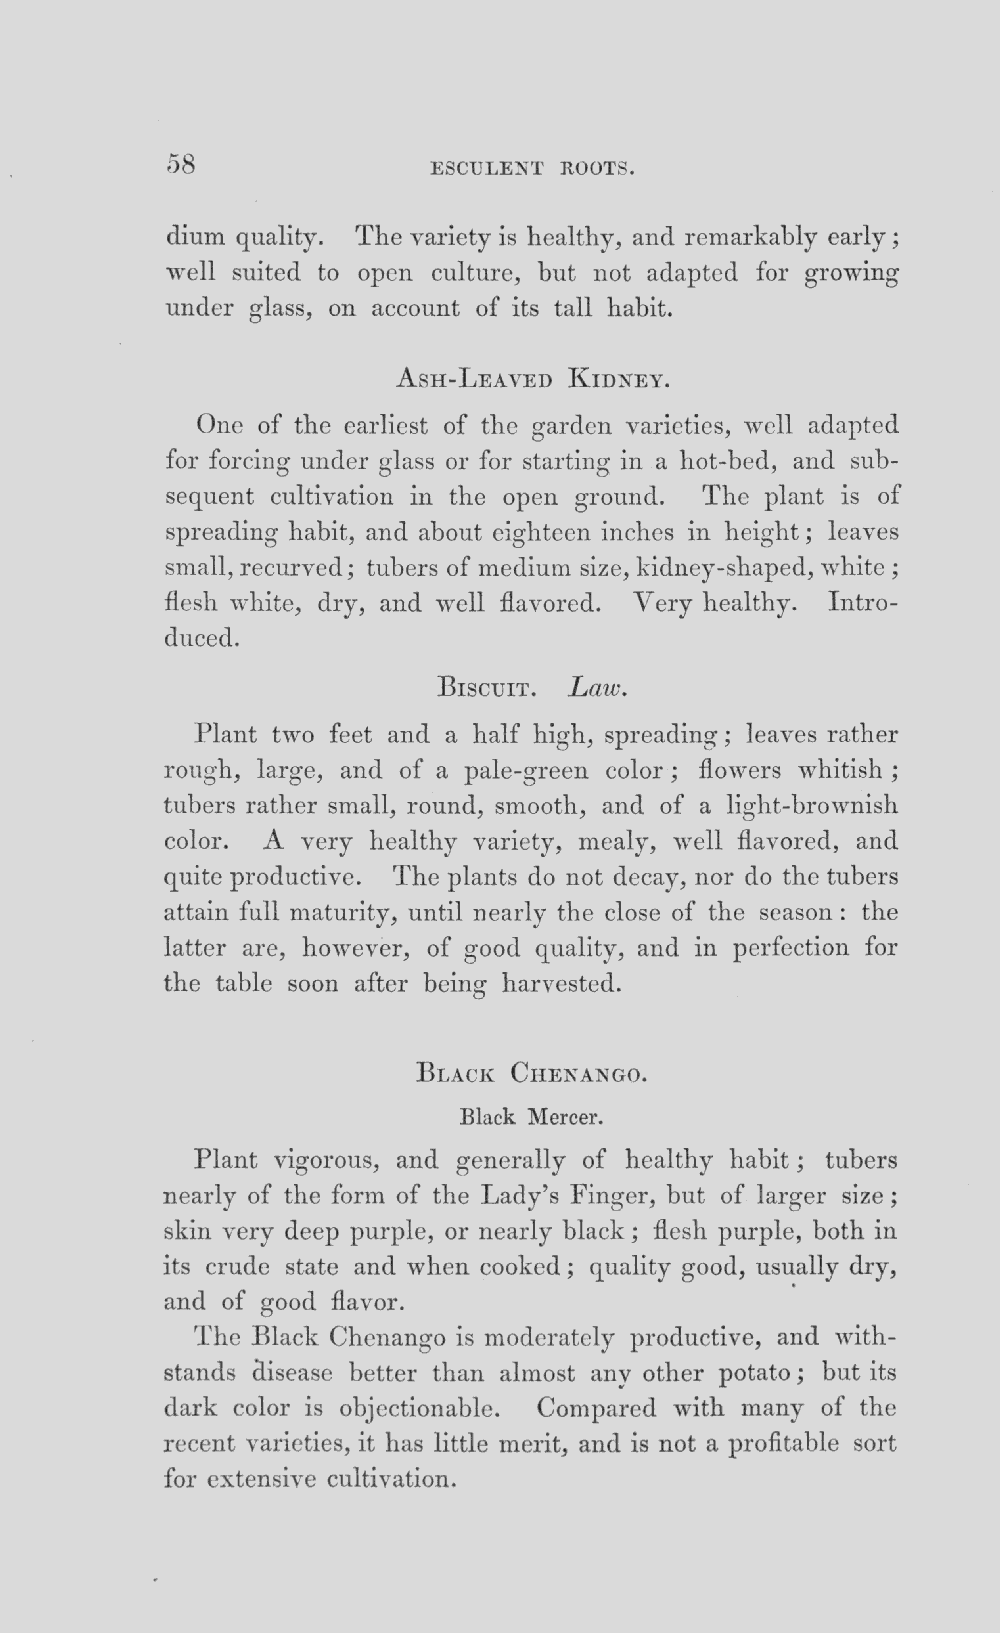 58 ESCULENT ROOTS.
dium quality. The variety is healthy, and remarkably early;
well suited to open culture, but not adapted for growing
under glass, on account of its tall habit.
ASH-LEAVED KIDNEY.
One of the earliest of the garden varieties, well adapted
for forcing under glass or for starting in a hot-bed, and sub-
sequent cultivation in the open ground. The plant is of
spreading habit, and about eighteen inches in height; leaves
small, recurved; tubers of medium size, kidney-shaped, white;
flesh white, dry, and well flavored. Very healthy. Intro-
duced.
BISCUIT. Law.
Plant two feet and a half high, spreading; leaves rather
rough, large, and of a pale-green color; flowers whitish;
tubers rather small, round, smooth, and of a light-brownish
color. A very healthy variety, mealy, well flavored, and
quite productive. The plants do not decay, nor do the tubers
attain full maturity, until nearly the close of the season: the
latter are, however, of good quality, and in perfection for
the table soon after being harvested.
BLACK CHENANGO.
Black Mercer.
Plant vigorous, and generally of healthy habit; tubers
nearly of the form of the Lady's Finger, but of larger size;
skin very deep purple, or nearly black; flesh purple, both in
its crude state and when cooked; quality good, usually dry,
and of good flavor.
The Black Chenango is moderately productive, and with-
stands disease better than almost any other potato; but its
dark color is objectionable. Compared with many of the
recent varieties, it has little merit, and is not a profitable sort
for extensive cultivation.